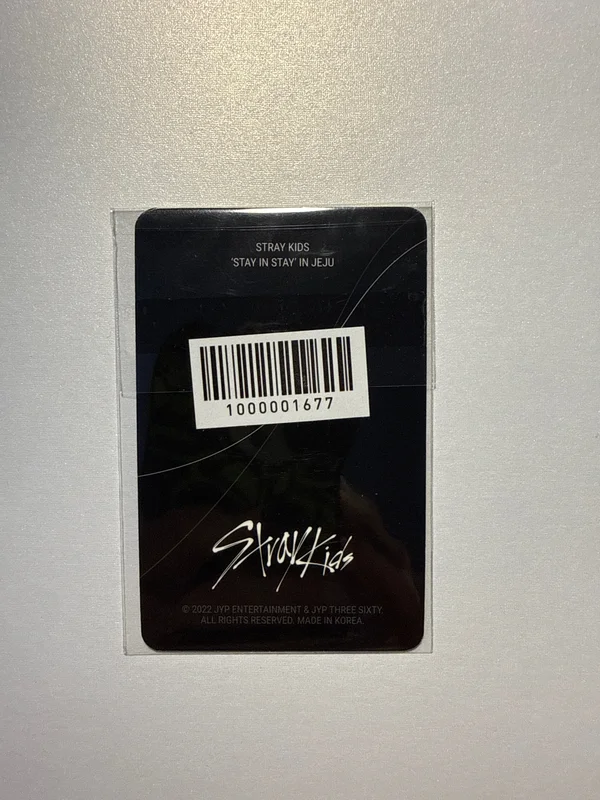 STRAY KIDS
'STAY IN STAY' IN JEJU
1000001677
Stray Kids
© 2022 JYP ENTERTAINMENT & JYP THREE SIXTY.
ALL RIGHTS RESERVED. MADE IN KOREA.